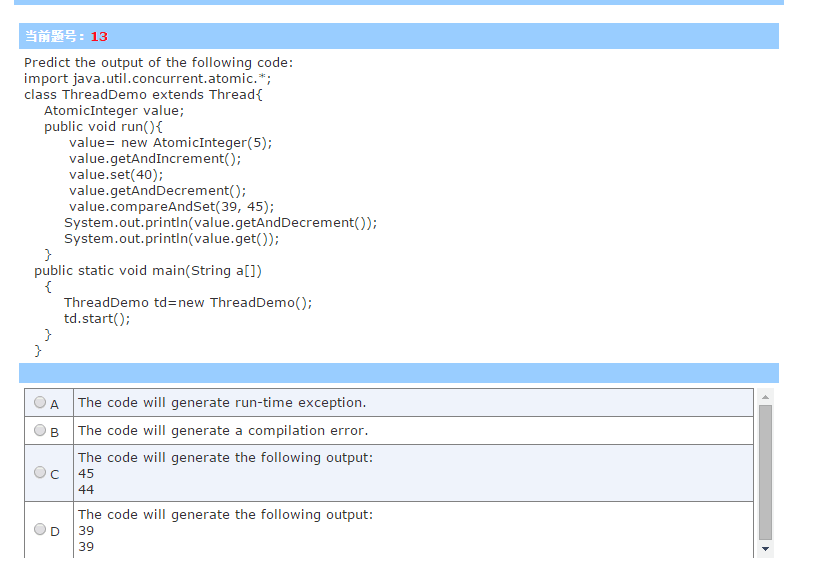 当前题号：13
Predict the output of the following code:
import java.util.concurrent.atomic.*;
class ThreadDemo extends Thread{
AtomicInteger value;
public void run(){
value= new AtomicInteger(5);
value.getAndIncrement();
value.set(40);
value.getAndDecrement();
value.compareAndSet(39, 45);
System.out.println(value.getAndDecrement());
System.out.println(value.get());
}
public static void main(String a[])
{
ThreadDemo td=new ThreadDemo();
td.start();
}
}
A The code will generate run-time exception.
B The code will generate a compilation error.
The code will generate the following output:
C 45
44
The code will generate the following output:
D 39
39